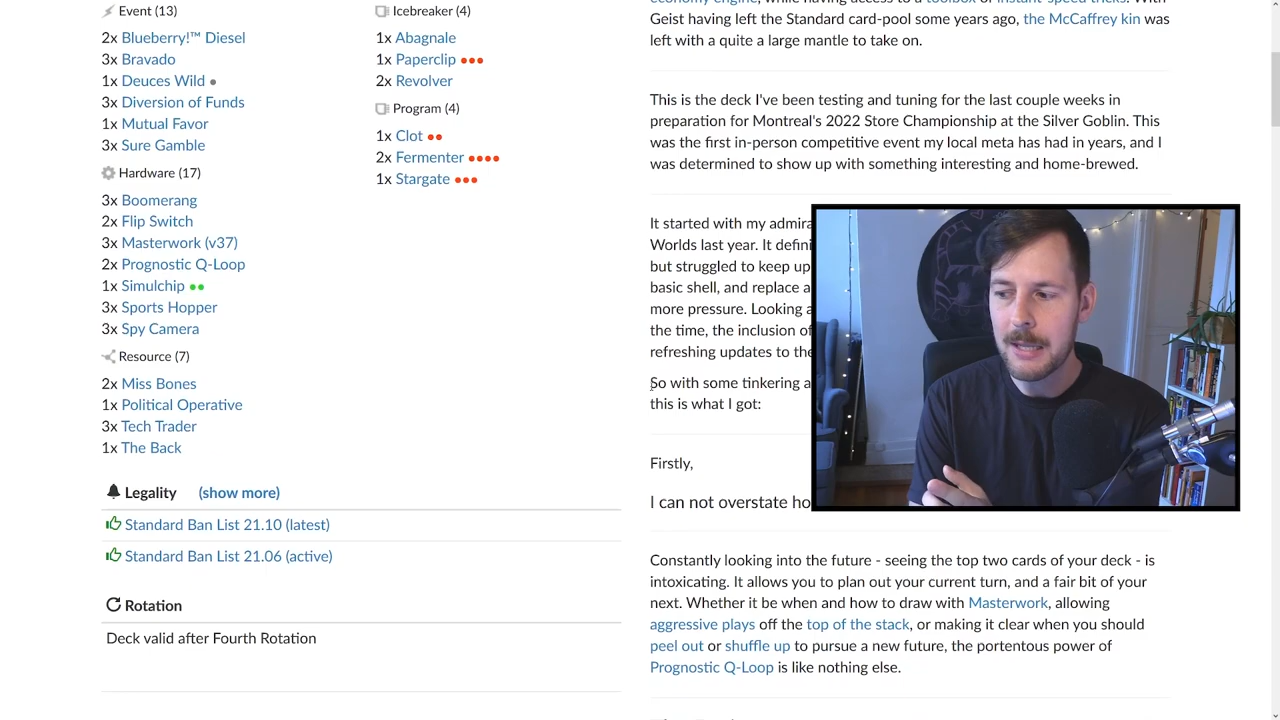 Event (13)
2x Blueberry!™ Diesel
3x Bravado
1x Deuces Wild
3x Diversion of Funds
1x Mutual Favor
3x Sure Gamble
Hardware (17)
3x Boomerang
2x Flip Switch
3x Masterwork (v37)
2x Prognostic Q-Loop
1x Simulchip
3x Sports Hopper
3x Spy Camera
Resource (7)
2x Miss Bones
1x Political Operative
3x Tech Trader
1x The Back
Icebreaker (4)
1x Abagnale
1x Paperclip
2x Revolver
Program (4)
1x Clot
2x Fermenter
1x Stargate
Legality (show more)
Standard Ban List 21.10 (latest)
Standard Ban List 21.06 (active)
Rotation
Deck valid after Fourth Rotation
economy engine, while having access to a toolbox of instant-speed tricks. With
Geist having left the Standard card-pool some years ago, the McCaffrey kin was
left with a quite a large mantle to take on.
This is the deck I've been testing and tuning for the last couple weeks in
preparation for Montreal's 2022 Store Championship at the Silver Goblin. This
was the first in-person competitive event my local meta has had in years, and I
was determined to show up with something interesting and home-brewed.
It started with my admira
Worlds last year. It defini
but struggled to keep up
basic shell, and replace a
more pressure. Looking a
the time, the inclusion of
refreshing updates to the
So with some tinkering a
this is what I got:
Firstly,
I can not overstate ho
Constantly looking into the future - seeing the top two cards of your deck - is
intoxicating. It allows you to plan out your current turn, and a fair bit of your
next. Whether it be when and how to draw with Masterwork, allowing
aggressive plays off the top of the stack, or making it clear when you should
peel out or shuffle up to pursue a new future, the portentous power of
Prognostic Q-Loop is like nothing else.